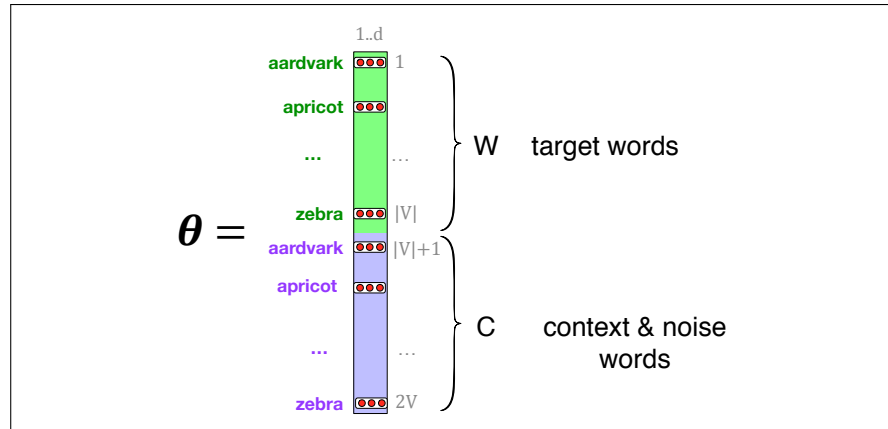 1..d
aardvark 1
apricot
... ...
zebra |V|
W target words
θ =
aardvark |V|+1
apricot
C context & noise
words
... ...
zebra 2V